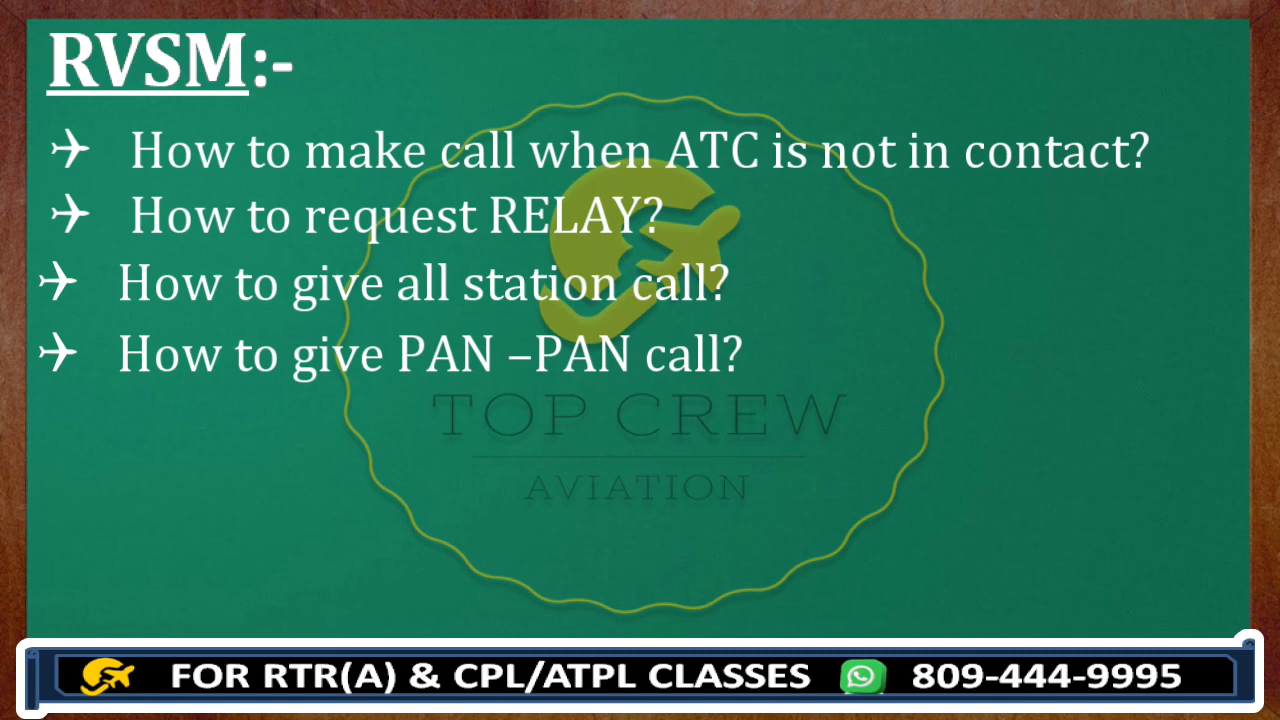 RVSM:-
How to make call when ATC is not in contact?
How to request RELAY?
How to give all station call?
How to give PAN –PAN call?
TOP CREW
AVIATION
FOR RTR(A) & CPL/ATPL CLASSES 809-444-9995